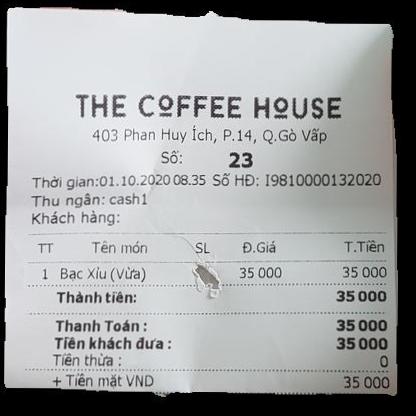 THE COFFEE HOUSE
403 Phan Huy Ích, P.14, Q.Gò Vấp
Số: 23
Thời gian:01.10.2020 08.35 Số HĐ: I9810000132020
Thu ngân: cash1
Khách hàng:
TT Tên món SL Đ.Giá T.Tiền
1 Bạc Xỉu (Vừa) 35 000 35 000
Thành tiền: 35 000
Thanh Toán : 35 000
Tiền khách đưa : 35 000
Tiền thừa : 0
+ Tiền mặt VND 35 000